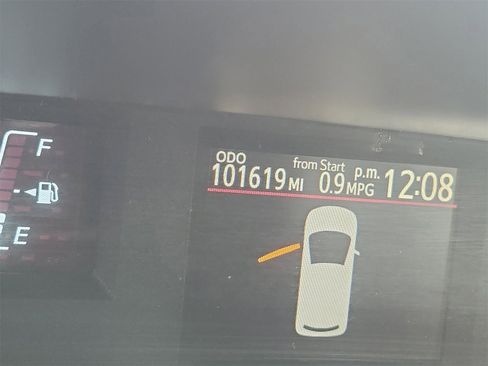 F
E
ODO from Start p.m. 12:08
101619 MI 0.9 MPG